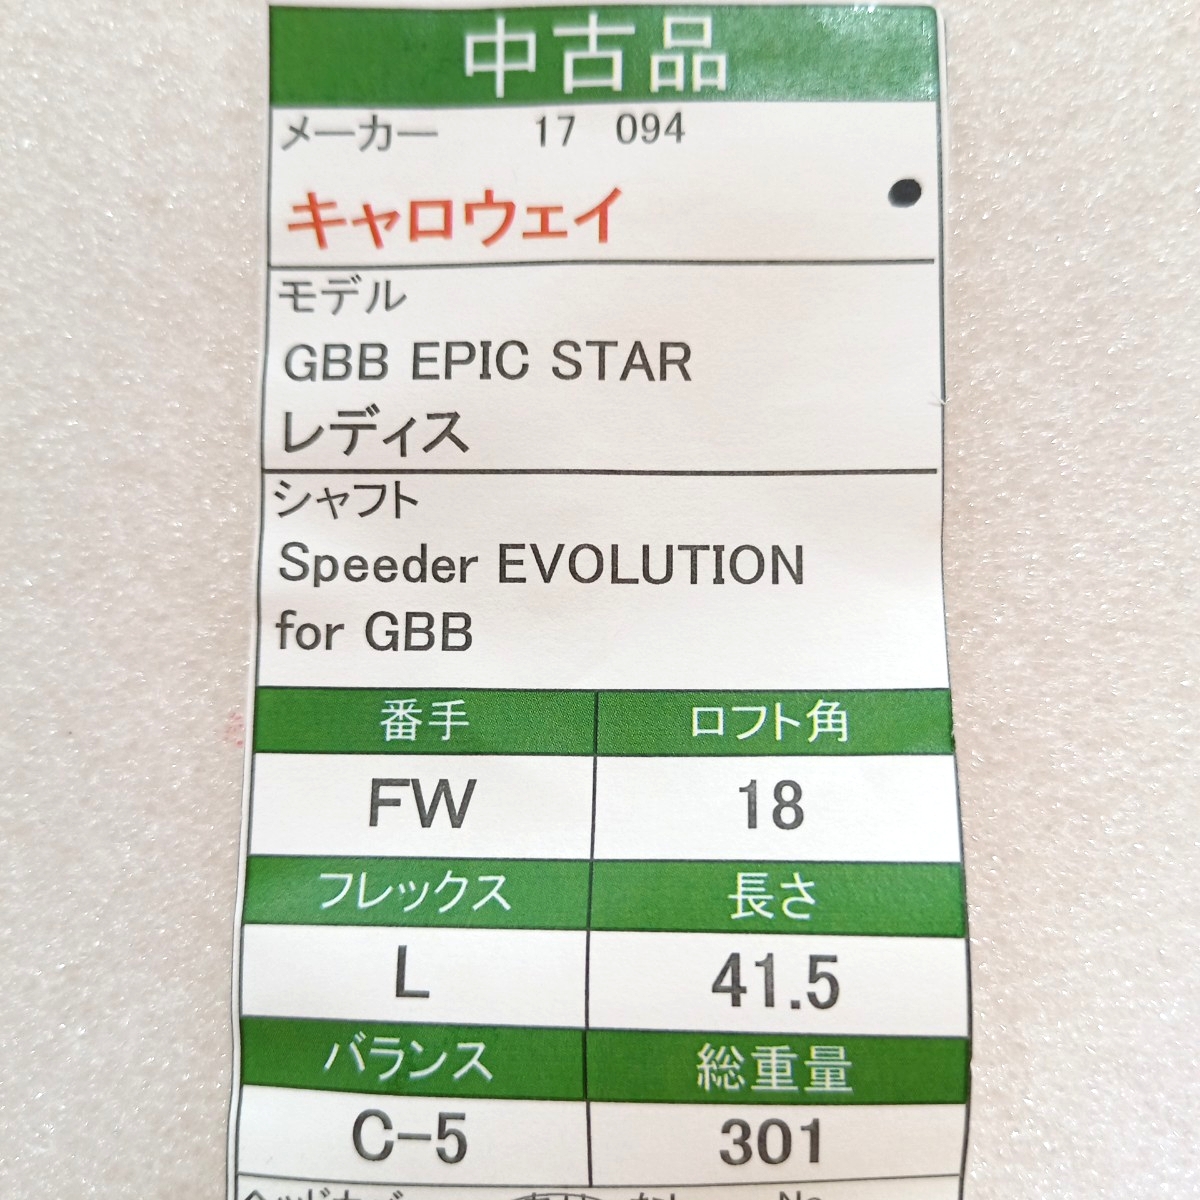 中古品
メーカー 17 094
キャロウェイ
モデル
GBB EPIC STAR
レディス
シャフト
Speeder EVOLUTION
for GBB
番手 ロフト角
FW 18
フレックス 長さ
L 41.5
バランス 総重量
C-5 301